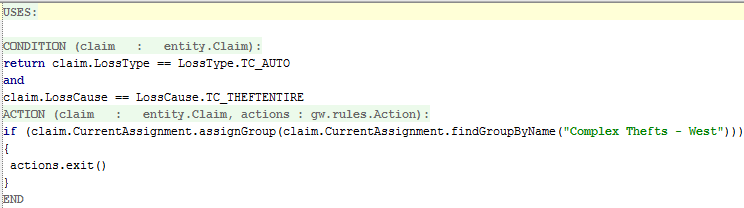 USES:
CONDITION (claim : entity.Claim):
return claim.LossType == LossType.TC_AUTO
and
claim.LossCause == LossCause.TC_THEFTENTIRE
ACTION (claim : entity.Claim, actions : gw.rules.Action):
if (claim.CurrentAssignment.assignGroup(claim.CurrentAssignment.findGroupByName("Complex Thefts - West")))
{
actions.exit()
}
END